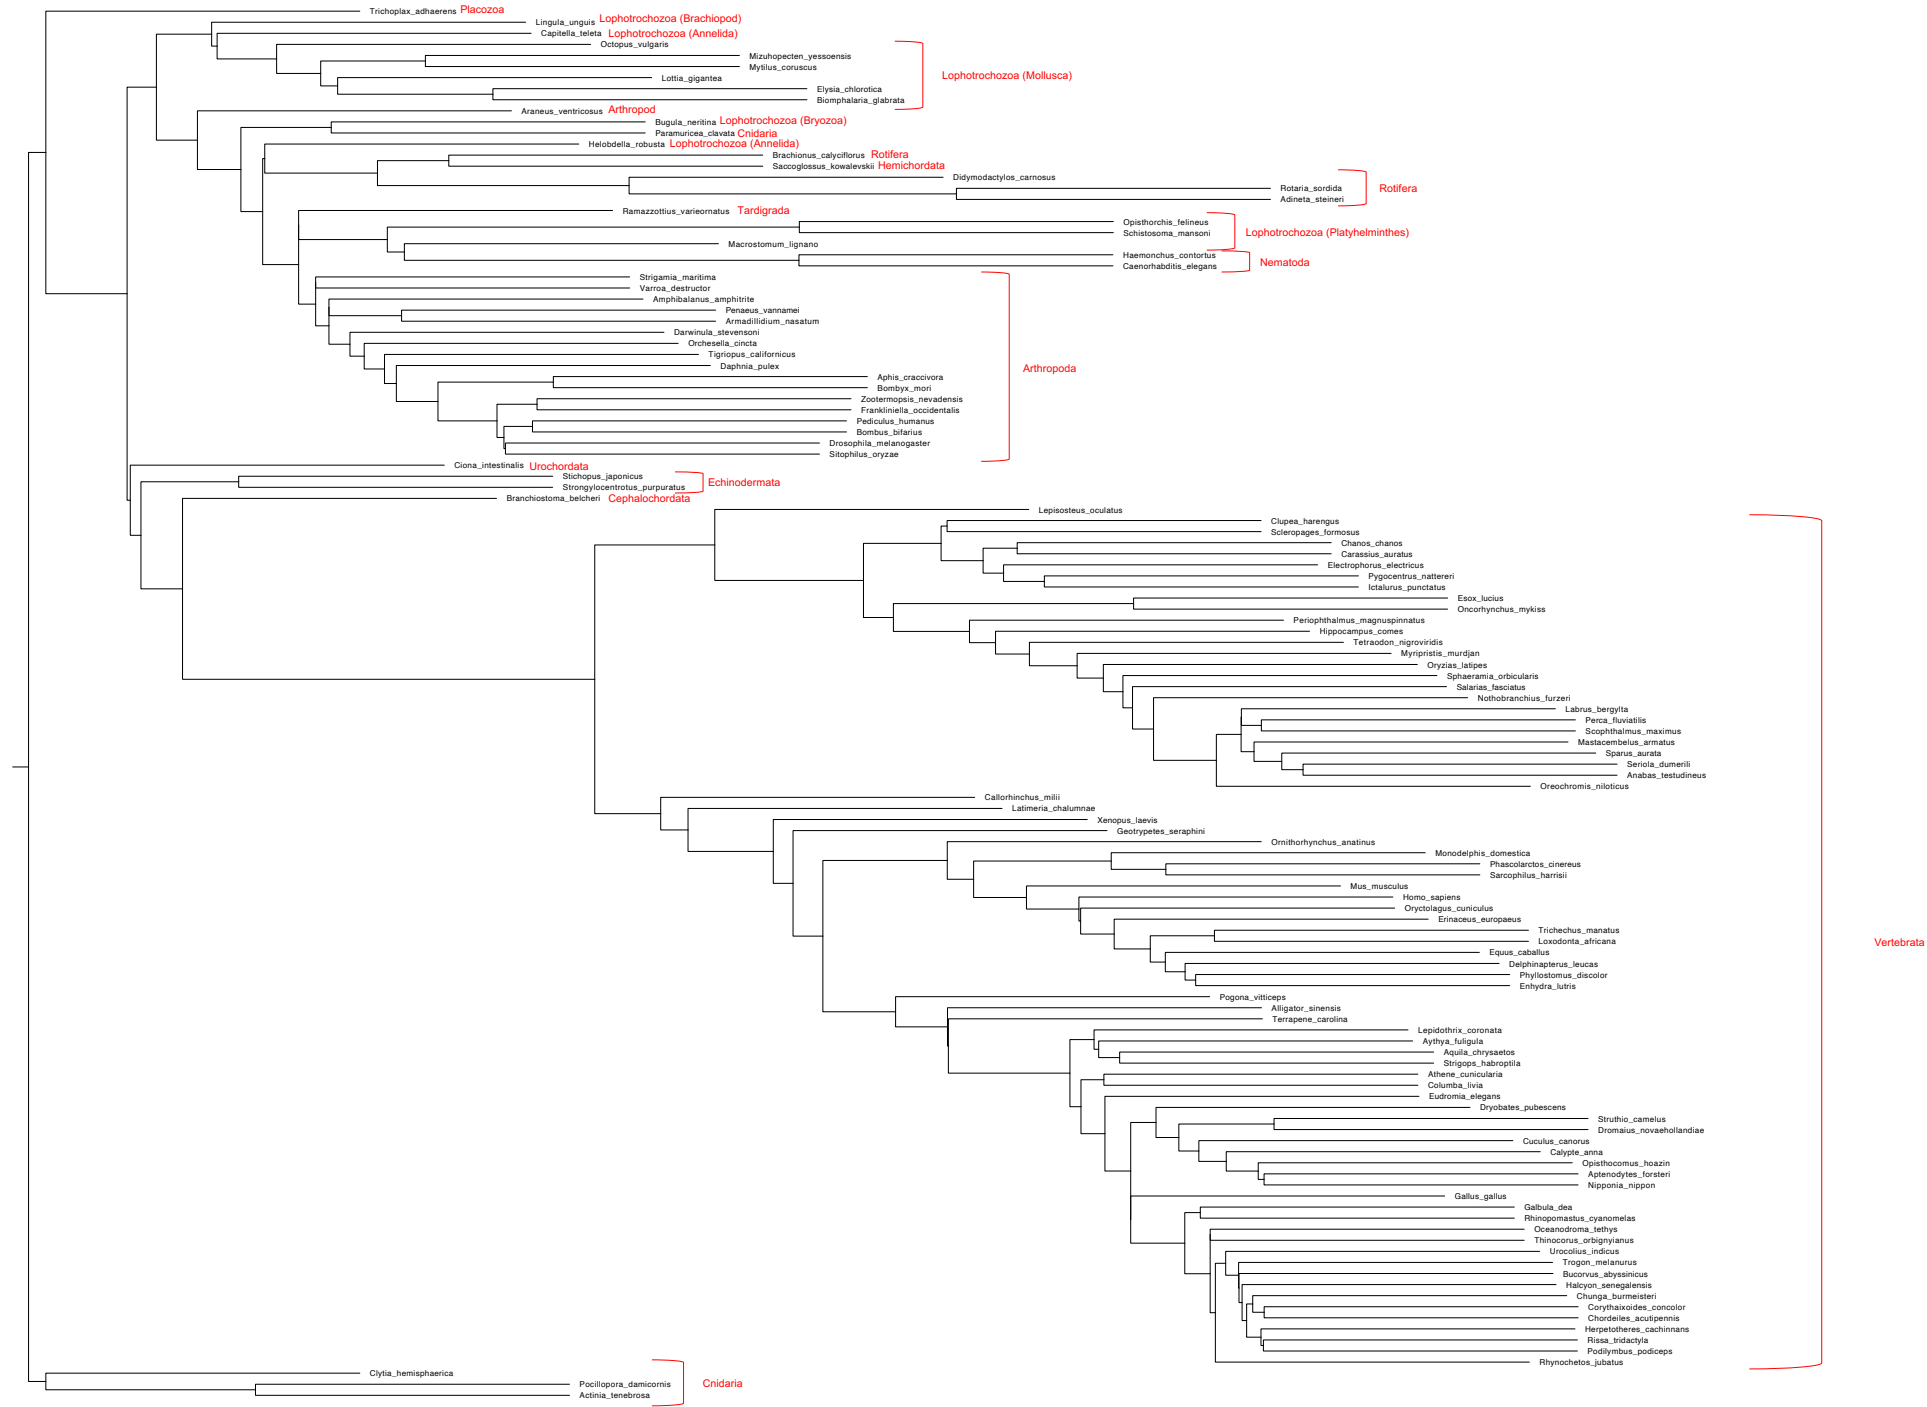 Trichoplax_adhaerens Placozoa
Lingula_unguis Lophotrochozoa (Brachiopod)
Capitella_teleta Lophotrochozoa (Annelida)
Octopus_vulgaris
Mizuhopecten_yessoensis
Mytilus_coruscus
Lophotrochozoa (Mollusca)
Lottia_gigantea
Elysia_chlorotica
Biomphalaria_glabrata
Araneus_ventricosus Arthropod
Bugula_neritina Lophotrochozoa (Bryozoa)
Paramuricea_clavata Cnidaria
Helobdella_robusta Lophotrochozoa (Annelida)
Brachionus_calyciflorus Rotifera
Saccoglossus_kowalevskii Hemichordata
Didymodactylos_carnosus
Rotaria_sordida
Rotifera
Adineta_steineri
Ramazzottius_varieornatus Tardigrada
Opisthorchis_felineus
Schistosoma_mansoni
Lophotrochozoa (Platyhelminthes)
Macrostomum_lignano
Haemonchus_contortus
Nematoda
Caenorhabditis_elegans
Strigamia_maritima
Varroa_destructor
Amphibalanus_amphitrite
Penaeus_vannamei
Armadillidium_nasatum
Darwinula_stevensoni
Orchesella_cincta
Tigriopus_californicus
Daphnia_pulex
Arthropoda
Aphis_craccivora
Bombyx_mori
Zootermopsis_nevadensis
Frankliniella_occidentalis
Pediculus_humanus
Bombus_bifarius
Drosophila_melanogaster
Sitophilus_oryzae
Ciona_intestinalis Urochordata
Stichopus_japonicus
Echinodermata
Strongylocentrotus_purpuratus
Branchiostoma_belcheri Cephalochordata
Lepisosteus_oculatus
Clupea_harengus
Scleropages_formosus
Chanos_chanos
Carassius_auratus
Electrophorus_electricus
Pygocentrus_nattereri
Ictalurus_punctatus
Esox_lucius
Oncorhynchus_mykiss
Periophthalmus_magnuspinnatus
Hippocampus_comes
Tetraodon_nigroviridis
Myripristis_murdjan
Oryzias_latipes
Sphaeramia_orbicularis
Salarias_fasciatus
Nothobranchius_furzeri
Labrus_bergylta
Perca_fluviatilis
Scophthalmus_maximus
Mastacembelus_armatus
Sparus_aurata
Seriola_dumerili
Anabas_testudineus
Oreochromis_niloticus
Callorhinchus_milii
Latimeria_chalumnae
Xenopus_laevis
Geotrypetes_seraphini
Ornithorhynchus_anatinus
Monodelphis_domestica
Phascolarctos_cinereus
Sarcophilus_harrisii
Mus_musculus
Homo_sapiens
Oryctolagus_cuniculus
Erinaceus_europaeus
Trichechus_manatus
Loxodonta_africana
Vertebrata
Equus_caballus
Delphinapterus_leucas
Phyllostomus_discolor
Enhydra_lutris
Pogona_vitticeps
Alligator_sinensis
Terrapene_carolina
Lepidothrix_coronata
Aythya_fuligula
Aquila_chrysaetos
Strigops_habroptila
Athene_cunicularia
Columba_livia
Eudromia_elegans
Dryobates_pubescens
Struthio_camelus
Dromaius_novaehollandiae
Cuculus_canorus
Calypte_anna
Opisthocomus_hoazin
Aptenodytes_forsteri
Nipponia_nippon
Gallus_gallus
Galbula_dea
Rhinopomastus_cyanomelas
Oceanodroma_tethys
Thinocorus_orbignyianus
Urocolius_indicus
Trogon_melanurus
Bucorvus_abyssinicus
Halcyon_senegalensis
Chunga_burmeisteri
Corythaixoides_concolor
Chordeiles_acutipennis
Herpetotheres_cachinnans
Rissa_tridactyla
Podilymbus_podiceps
Rhynochetos_jubatus
Clytia_hemisphaerica
Pocillopora_damicornis
Cnidaria
Actinia_tenebrosa